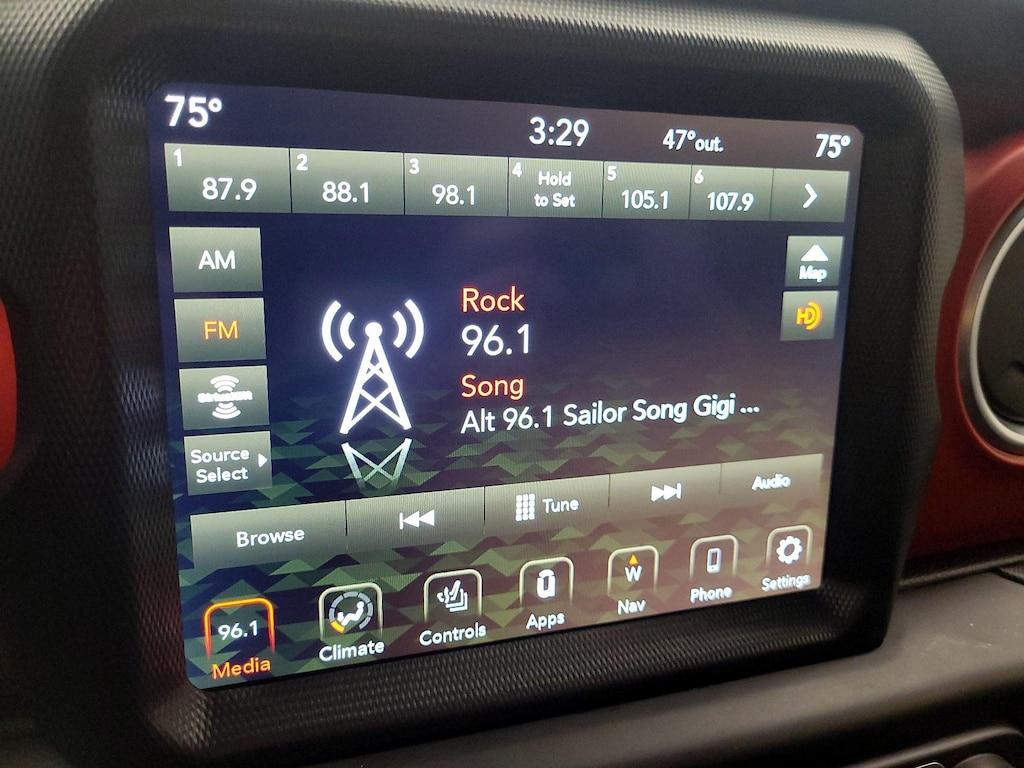 75°
3:29
47°out.
75°
1 87.9
2 88.1
3 98.1
4 Hold to Set
5 105.1
6 107.9
AM
Map
FM
HD
Rock
96.1
SiriusXM
Song
Alt 96.1 Sailor Song Gigi ...
Source
Select
Browse
Tune
Audio
96.1
Media
Climate
Controls
Apps
W
Nav
Phone
Settings